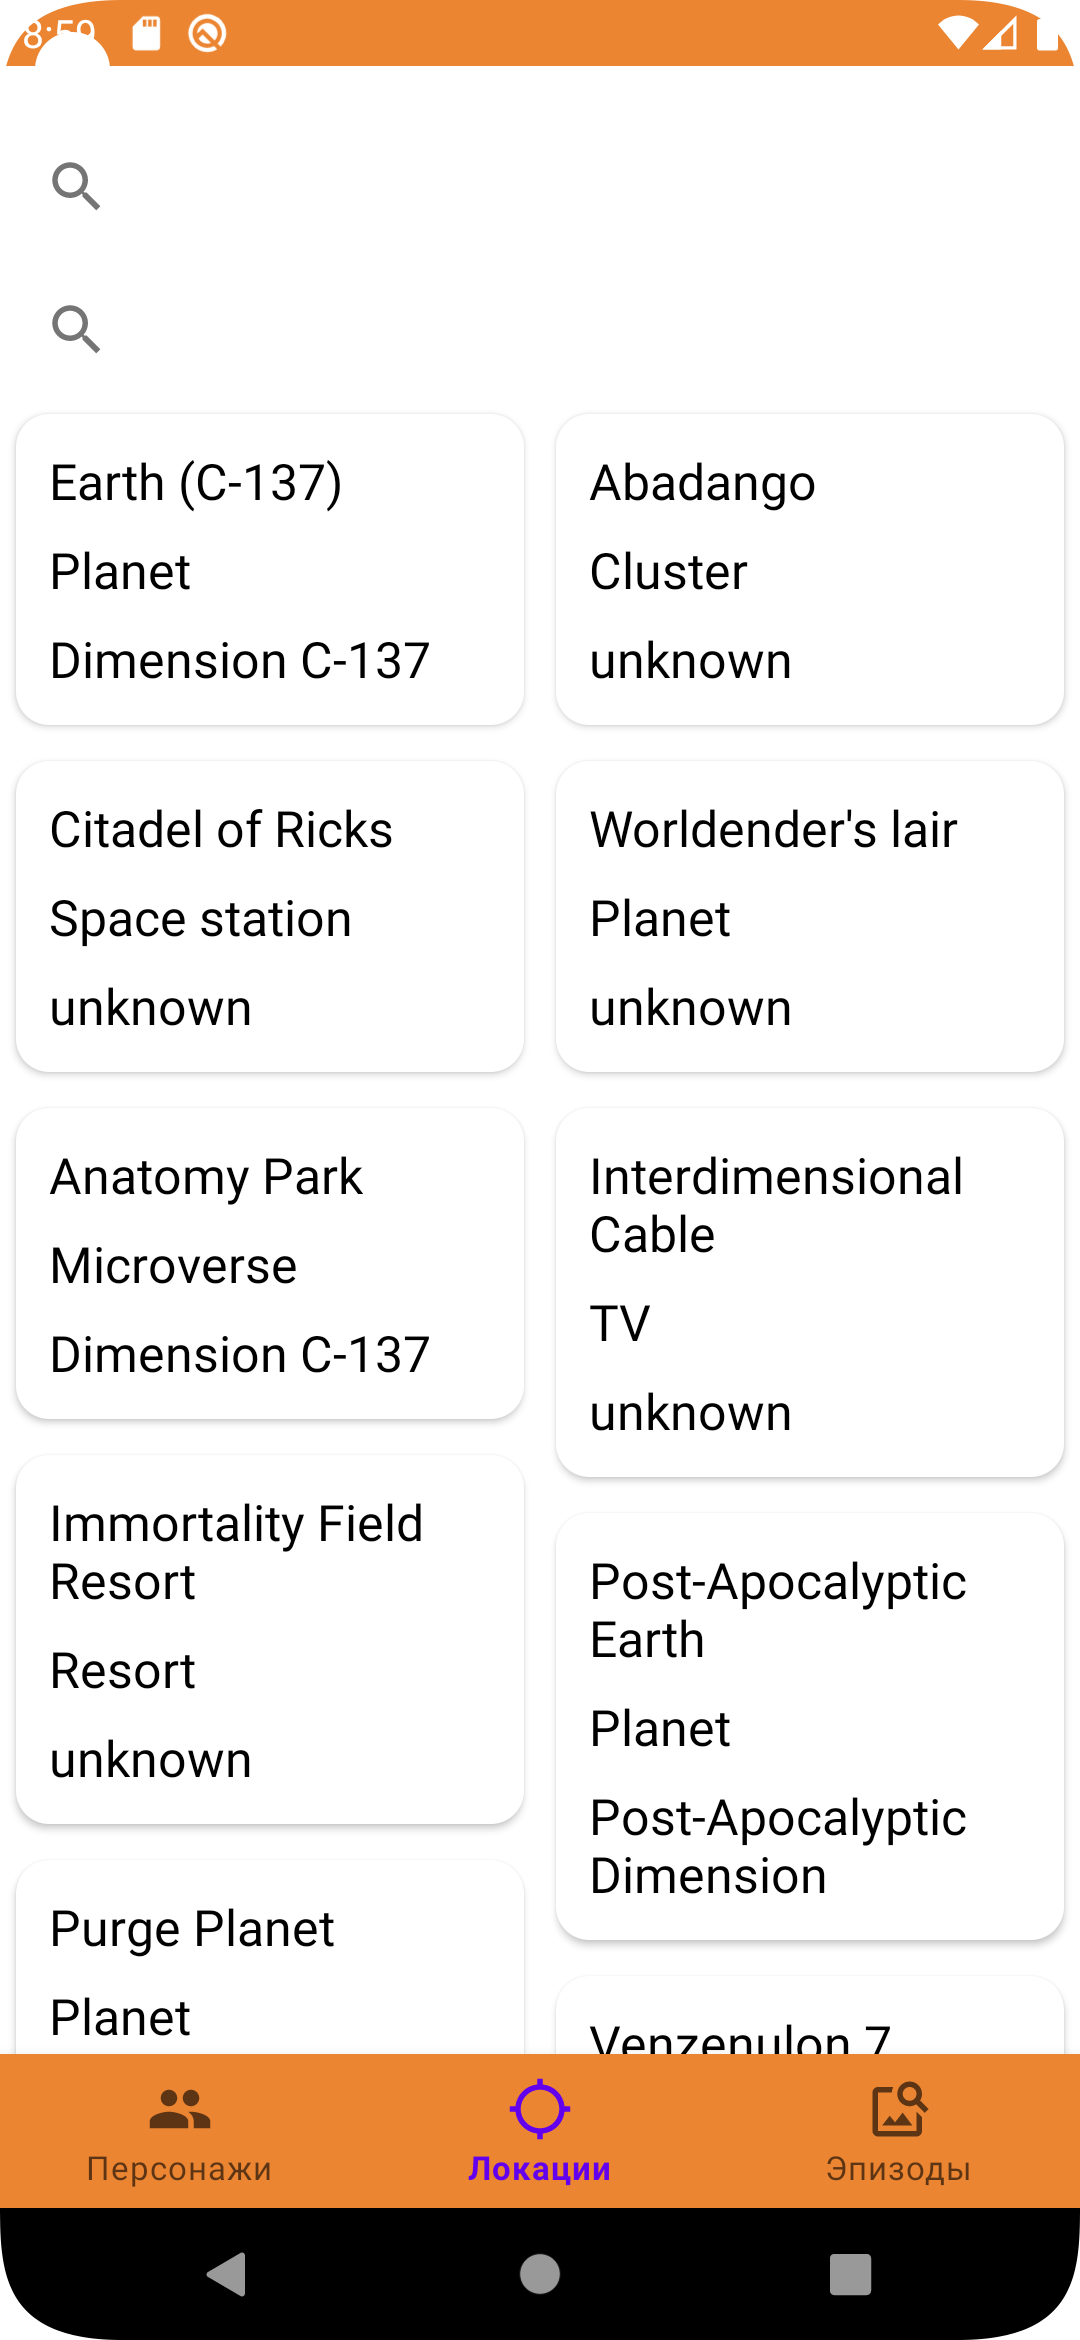 8:59
Earth (C-137)
Planet
Dimension C-137
Abadango
Cluster
unknown
Citadel of Ricks
Space station
unknown
Worldender's lair
Planet
unknown
Anatomy Park
Microverse
Dimension C-137
Interdimensional
Cable
TV
unknown
Immortality Field
Resort
Resort
unknown
Post-Apocalyptic
Earth
Planet
Post-Apocalyptic
Dimension
Purge Planet
Planet
Venzenulon 7
Персонажи
Локации
Эпизоды